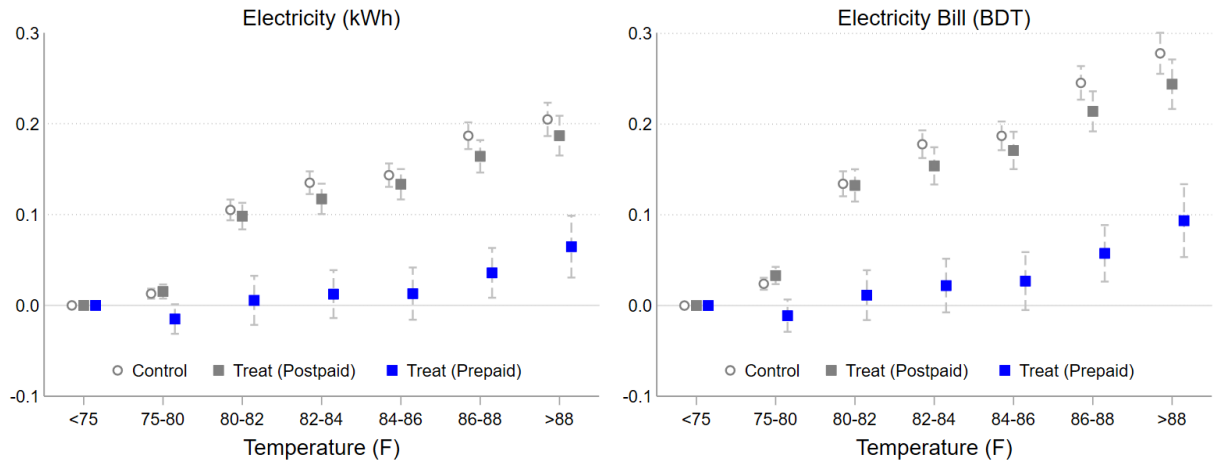 Electricity (kWh)
0.3
0.2
0.1
0.0
-0.1
Control
Treat (Postpaid)
Treat (Prepaid)
<75
75-80
80-82
82-84
84-86
86-88
>88
Temperature (F)
Electricity Bill (BDT)
0.3
0.2
0.1
0.0
-0.1
Control
Treat (Postpaid)
Treat (Prepaid)
<75
75-80
80-82
82-84
84-86
86-88
>88
Temperature (F)